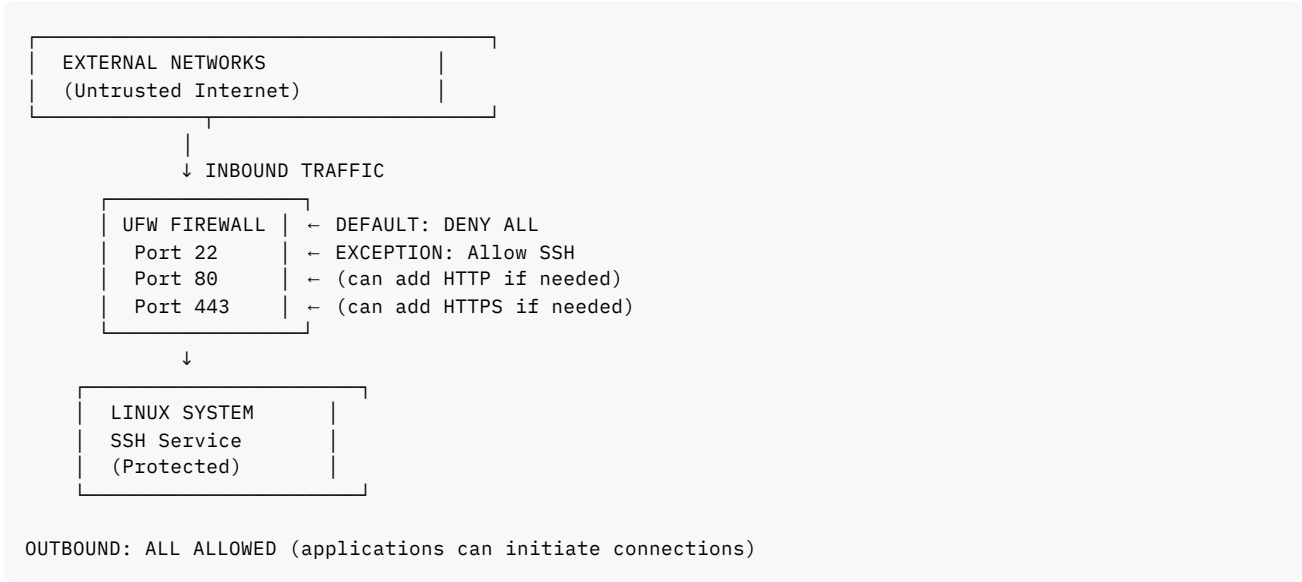 EXTERNAL NETWORKS
(Untrusted Internet)
↓ INBOUND TRAFFIC
UFW FIREWALL ← DEFAULT: DENY ALL
Port 22 ← EXCEPTION: Allow SSH
Port 80 ← (can add HTTP if needed)
Port 443 ← (can add HTTPS if needed)
↓
LINUX SYSTEM
SSH Service
(Protected)
OUTBOUND: ALL ALLOWED (applications can initiate connections)